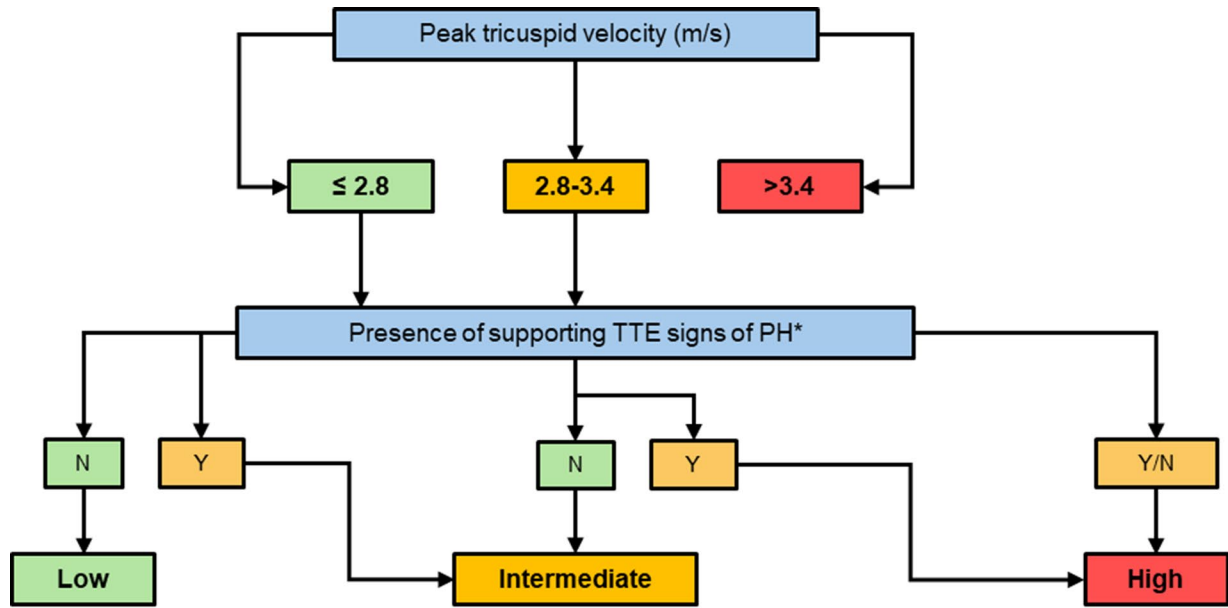 Peak tricuspid velocity (m/s)
≤ 2.8
2.8-3.4
>3.4
Presence of supporting TTE signs of PH*
N
Y
N
Y
Y/N
Low
Intermediate
High